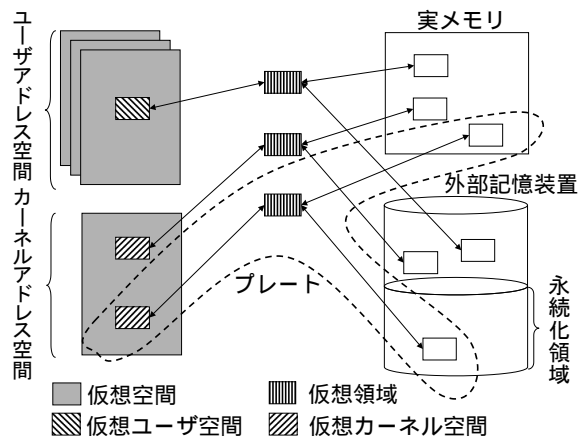 ユーザアドレス空間
カーネルアドレス空間
実メモリ
外部記憶装置
プレート
永続化領域
仮想空間
仮想領域
仮想ユーザ空間
仮想カーネル空間